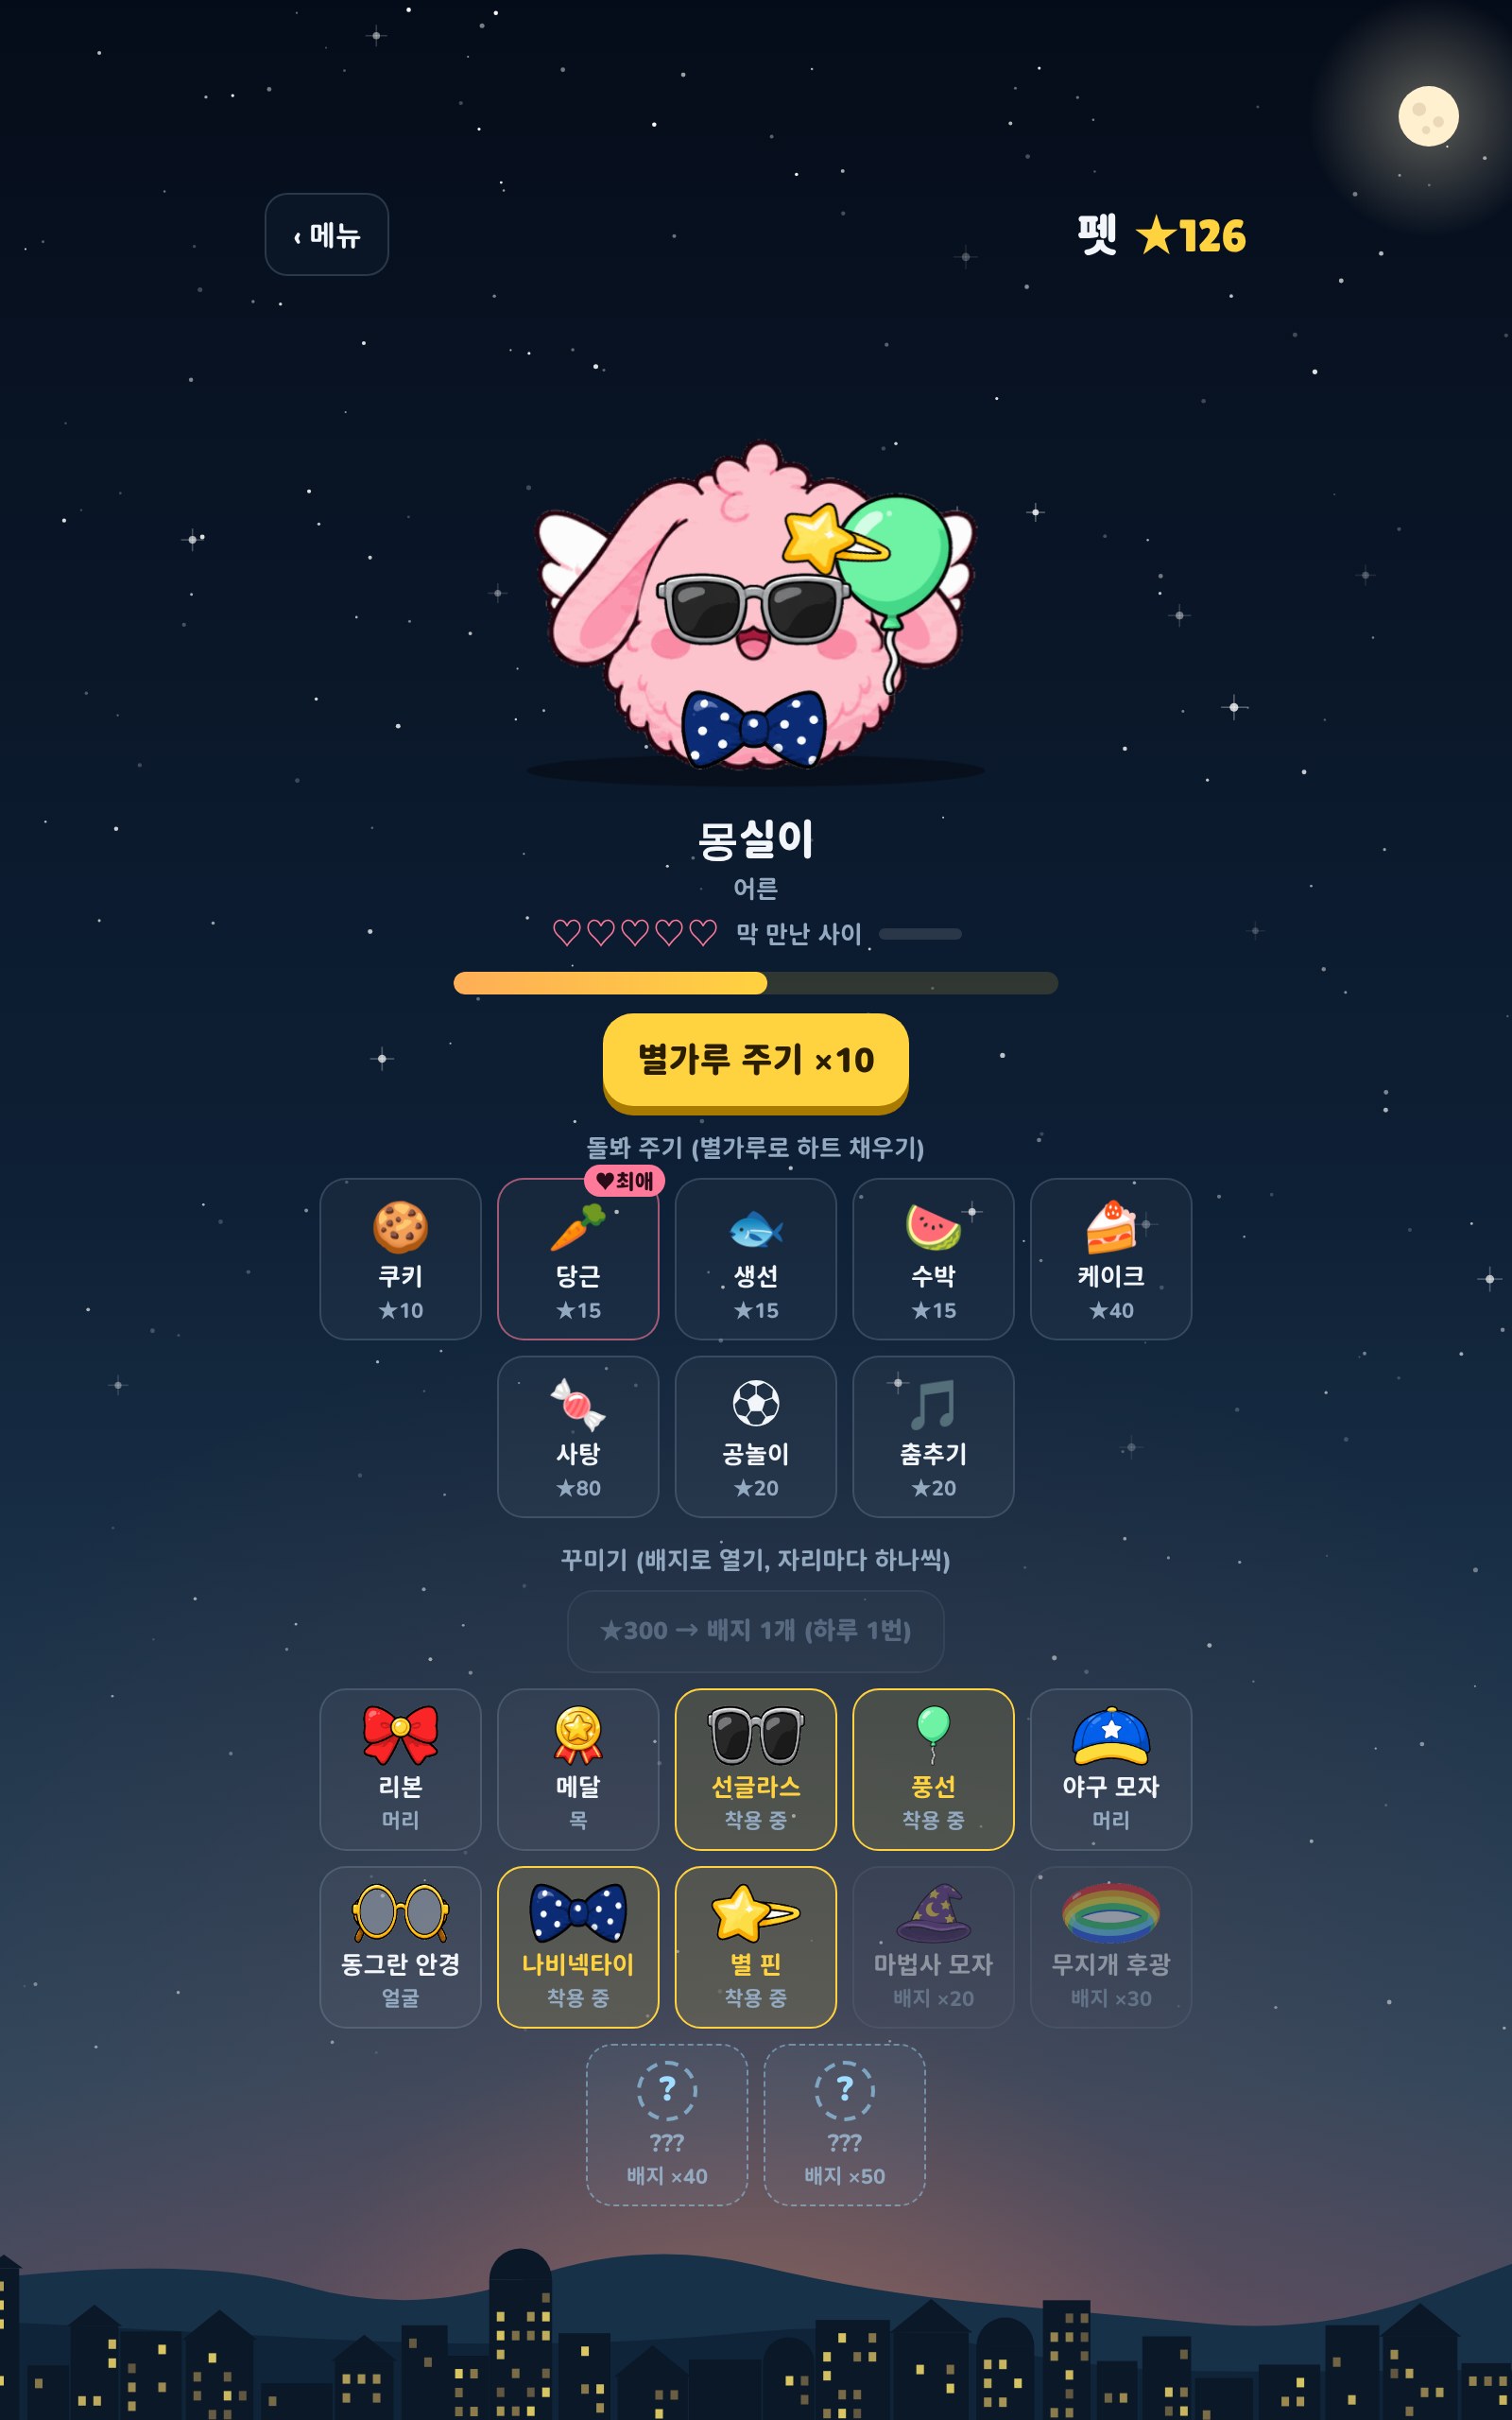 ‹ 메뉴
펫 ★126
몽실이
어른
♡♡♡♡♡ 막 만난 사이
별가루 주기 ×10
돌봐 주기 (별가루로 하트 채우기)
♥최애
쿠키 당근 생선 수박 케이크
★10 ★15 ★15 ★15 ★40
사탕 공놀이 춤추기
★80 ★20 ★20
꾸미기 (배지로 열기, 자리마다 하나씩)
★300 → 배지 1개 (하루 1번)
리본 메달 선글라스 풍선 야구 모자
머리 목 착용 중 착용 중 머리
동그란 안경 나비넥타이 별 핀 마법사 모자 무지개 후광
얼굴 착용 중 착용 중 배지 ×20 배지 ×30
? ?
??? ???
배지 ×40 배지 ×50